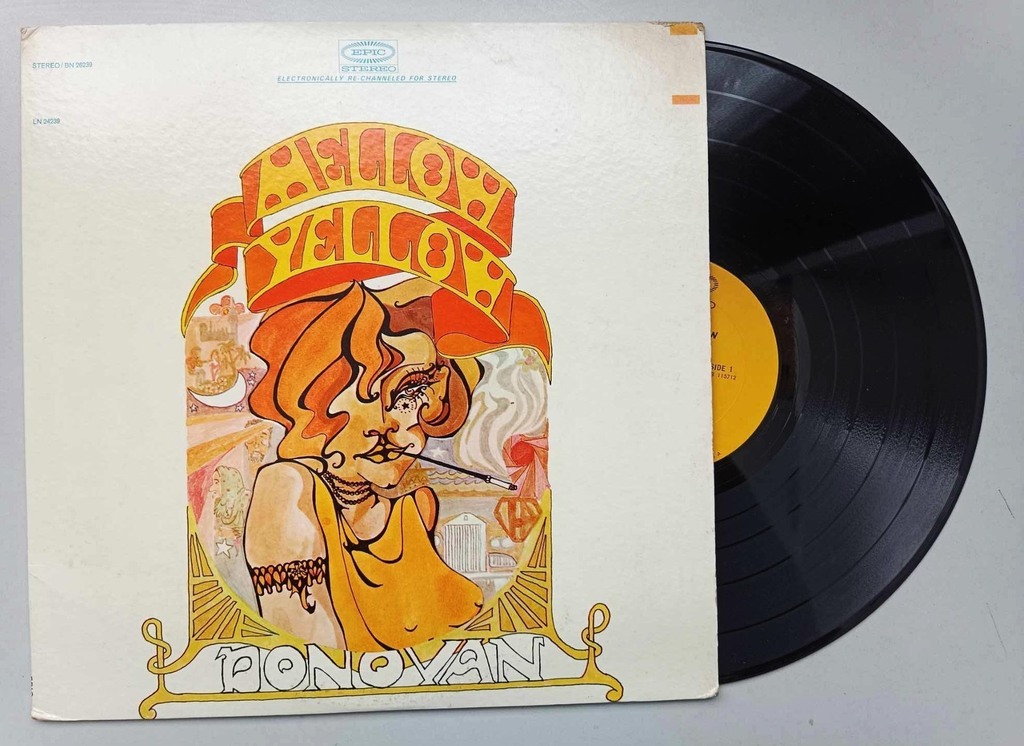 STEREO/BN 26239
EPIC
STEREO
ELECTRONICALLY RE-CHANNELED FOR STEREO
LN 24239
MELLOW
YELLOW
SIDE 1
DONOVAN